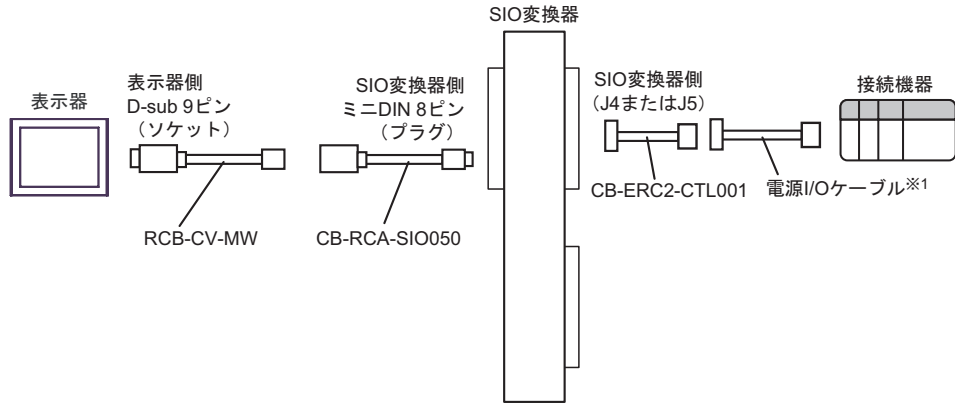 SIO変換器
表示器
表示器側
D-sub 9ピン
（ソケット）
SIO変換器側
ミニDIN 8ピン
（プラグ）
SIO変換器側
（J4またはJ5）
接続機器
RCB-CV-MW
CB-RCA-SIO050
CB-ERC2-CTL001
電源I/Oケーブル※1